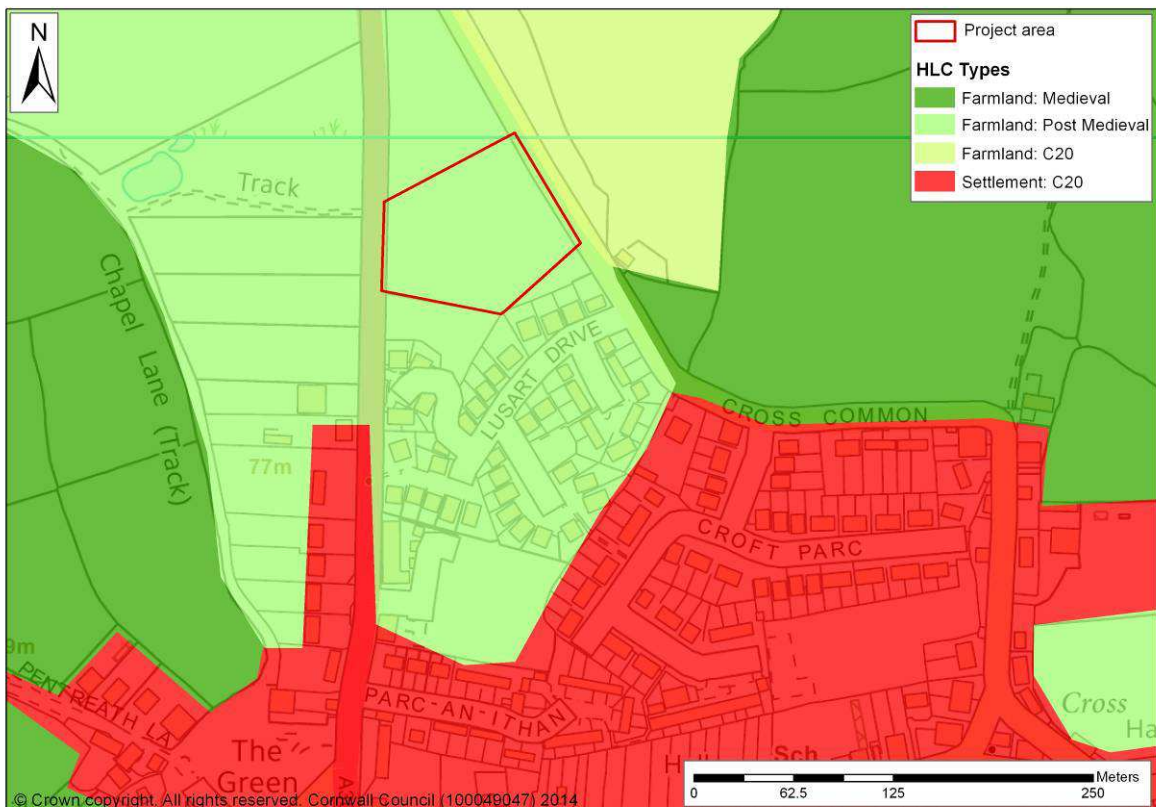 N
Project area
HLC Types
Farmland: Medieval
Farmland: Post Medieval
Farmland: C20
Settlement: C20
Track
Chapel Lane (Track)
LUSART DRIVE
CROSS COMMON
77m
CROFT PARC
9m
PENTREATH LA
PARC-AN-ITHAN
The
Green
A
Cross
Ha
H
Sch
Meters
0 62.5 125 250
© Crown copyright. All rights reserved. Cornwall Council (100049047) 2014